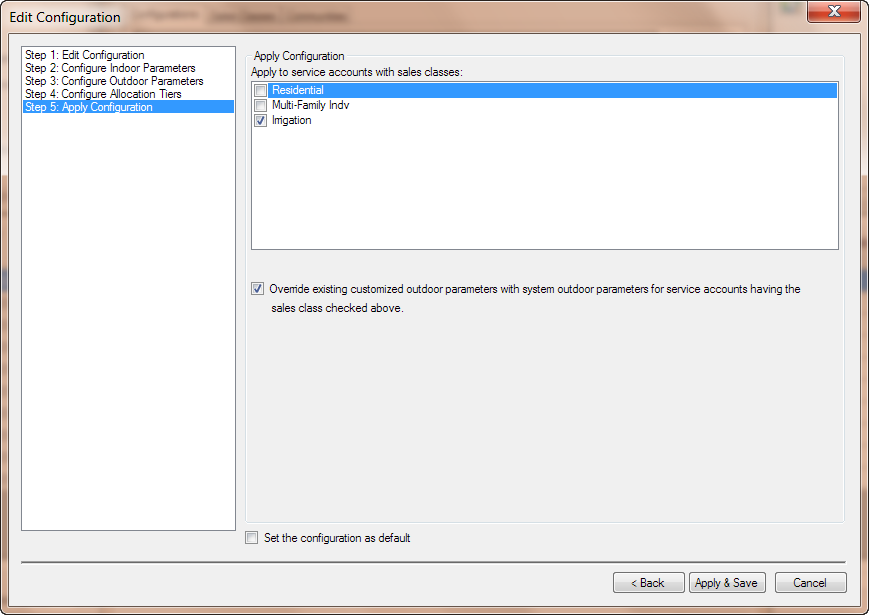 Edit Configuration
Step 1: Edit Configuration
Step 2: Configure Indoor Parameters
Step 3: Configure Outdoor Parameters
Step 4: Configure Allocation Tiers
Step 5: Apply Configuration
Apply Configuration
Apply to service accounts with sales classes:
Residential
Multi-Family Indv
Irrigation
Override existing customized outdoor parameters with system outdoor parameters for service accounts having the
sales class checked above.
Set the configuration as default
< Back
Apply & Save
Cancel